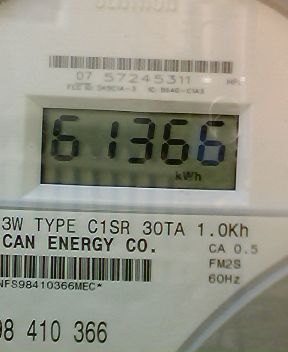 07 57245311
61366
kWh
3W TYPE C1SR 30TA 1.0Kh
CAN ENERGY CO.
CA 0.5
FM2S
60Hz
NFS98410366MEC*
98 410 366